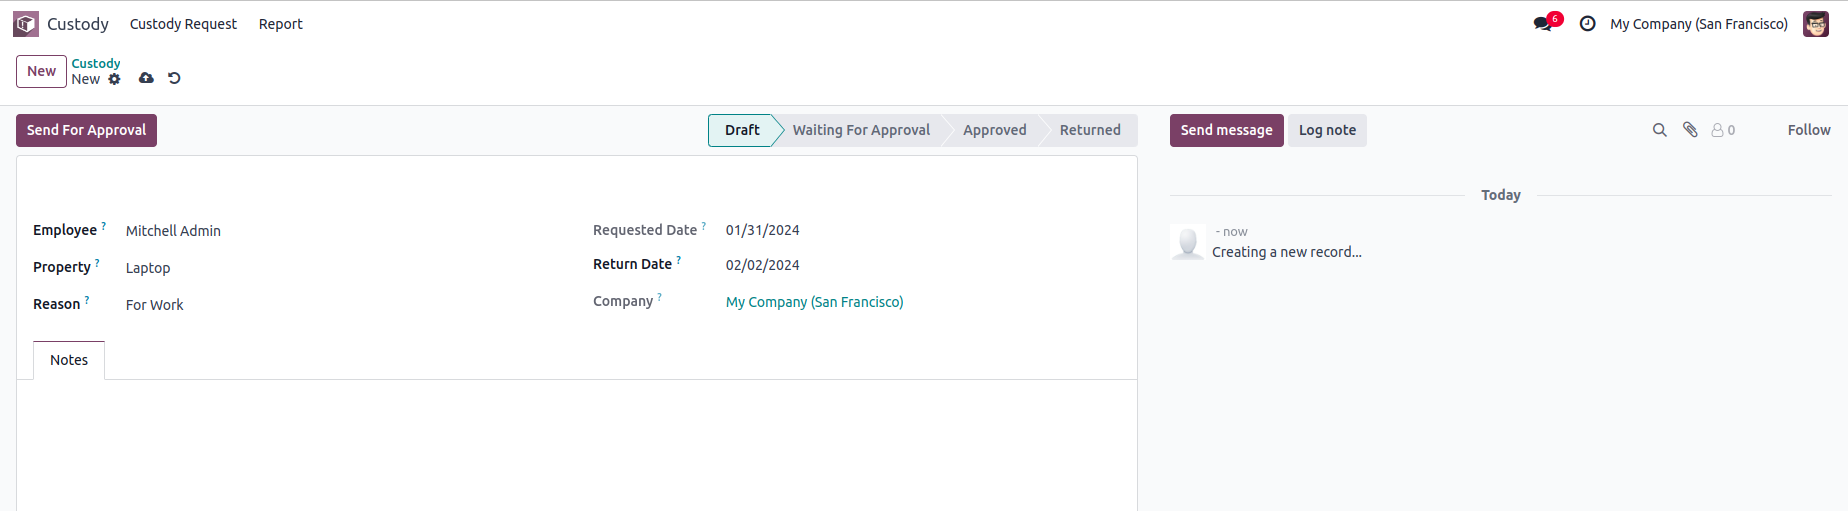 Custody Custody Request Report 6 My Company (San Francisco)
New Custody
New
Send For Approval Draft Waiting For Approval Approved Returned Send message Log note 0 Follow
Today
Employee ? Mitchell Admin Requested Date ? 01/31/2024
- now
Creating a new record...
Property ? Laptop Return Date ? 02/02/2024
Reason ? For Work Company ? My Company (San Francisco)
Notes